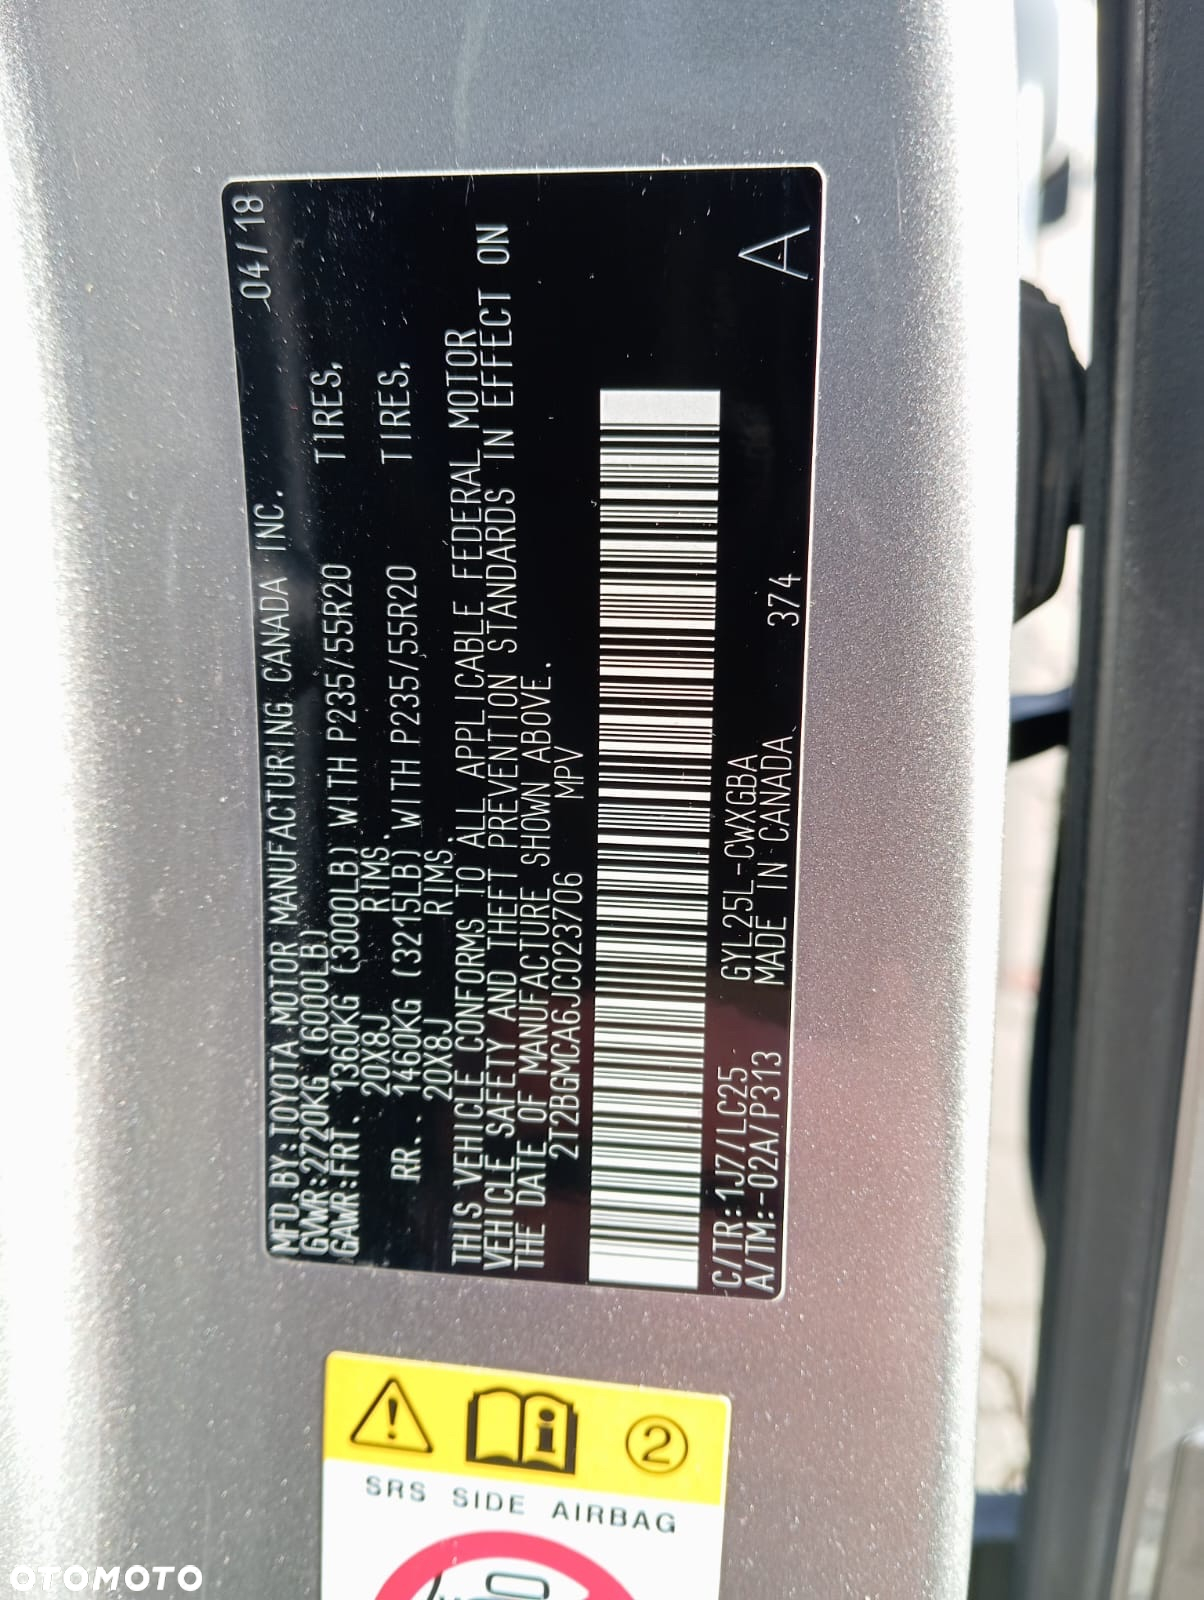 04/18
MFD.BY:TOYOTA MOTOR MANUFACTURING CANADA INC.
GVWR:2720KG (6000LB)
GAWR:FRT. 1360KG (3000LB) WITH P235/55R20 TIRES,
20X8J RIMS.
RR. . 1460KG (3215LB) WITH P235/55R20 TIRES,
20X8J RIMS.
THIS VEHICLE CONFORMS TO ALL APPLICABLE FEDERAL MOTOR
VEHICLE SAFETY AND THEFT PREVENTION STANDARDS IN EFFECT ON
THE DATE OF MANUFACTURE SHOWN ABOVE.
2T2BGMCA6JC023706 MPV
C/TR:1J7/LC25 GYL25L-CWXGBA
A/TM:-02A/P313 MADE IN CANADA 374
A
2
SRS SIDE AIRBAG
OTOMOTO